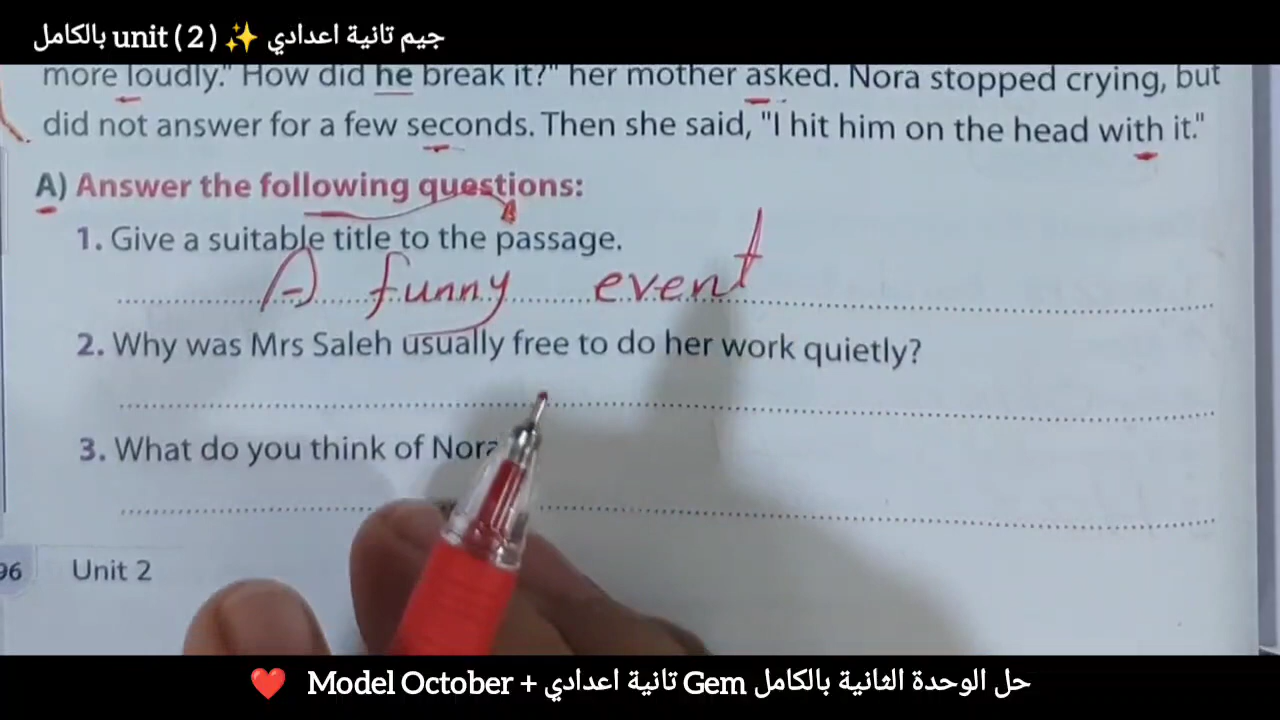 جيم تانية اعدادي ✨ unit ( 2 ) بالكامل
more loudly." How did he break it?" her mother asked. Nora stopped crying, but
did not answer for a few seconds. Then she said, "I hit him on the head with it."
A) Answer the following questions:
1. Give a suitable title to the passage.
A funny event
2. Why was Mrs Saleh usually free to do her work quietly?
3. What do you think of Nora
96 Unit 2
حل الوحدة الثانية بالكامل Gem تانية اعدادي + Model October ❤️